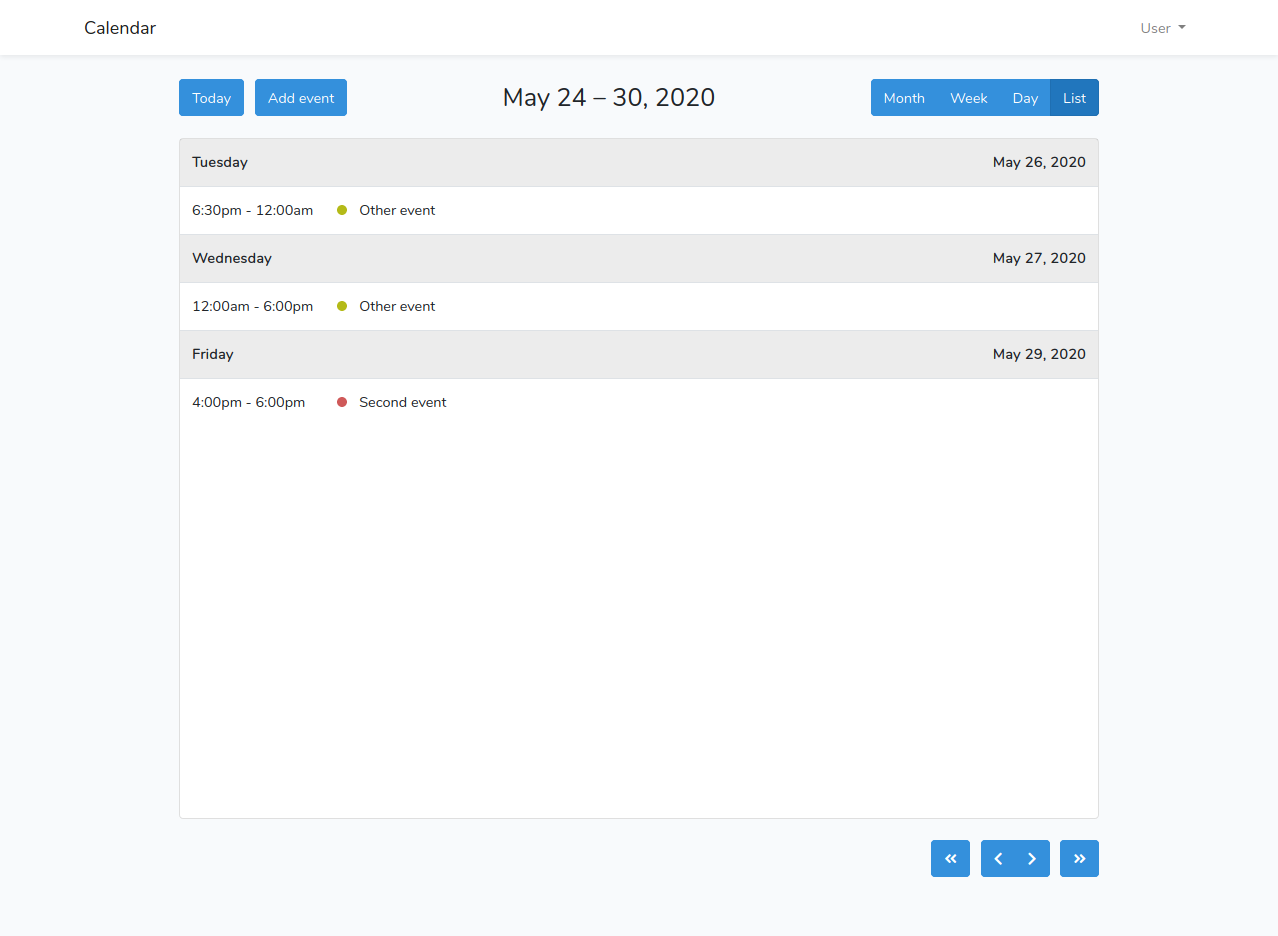 Calendar User
Today Add event May 24 – 30, 2020 Month Week Day List
Tuesday May 26, 2020
6:30pm - 12:00am Other event
Wednesday May 27, 2020
12:00am - 6:00pm Other event
Friday May 29, 2020
4:00pm - 6:00pm Second event